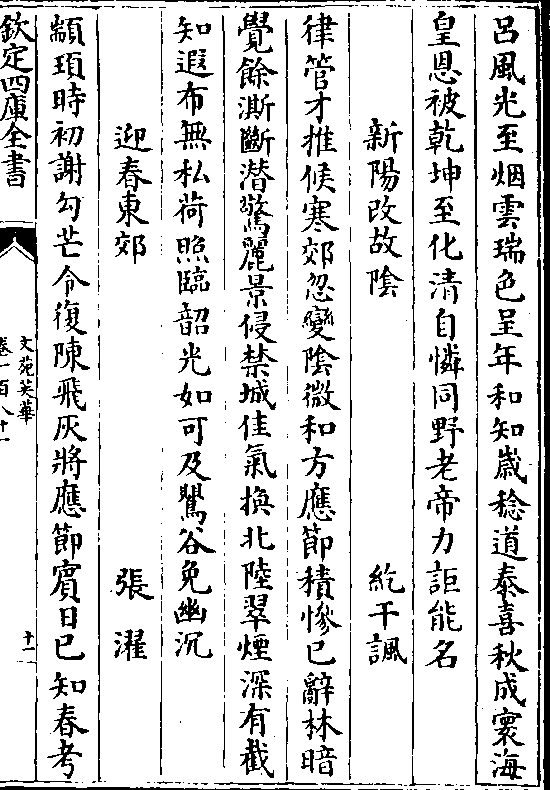 呂風光至烟雲瑞色呈年和知嵗稔道泰喜秋成寰海
皇恩被乾坤至化清自憐同野老帝力詎能名
新陽改故陰　紇干諷
律管才推候寒郊忽變陰微和方應節積慘已辭林暗
覺餘澌斷潛驚麗景侵禁城佳氣換北陸翠煙深有截
知遐布無私荷照臨韶光如可及鸎谷免幽沉
迎春東郊　張濯
顓頊時初謝勾芒令復陳飛灰將應節賓日已知春考
欽定四庫全書
文苑英華
卷一百八十一
十一